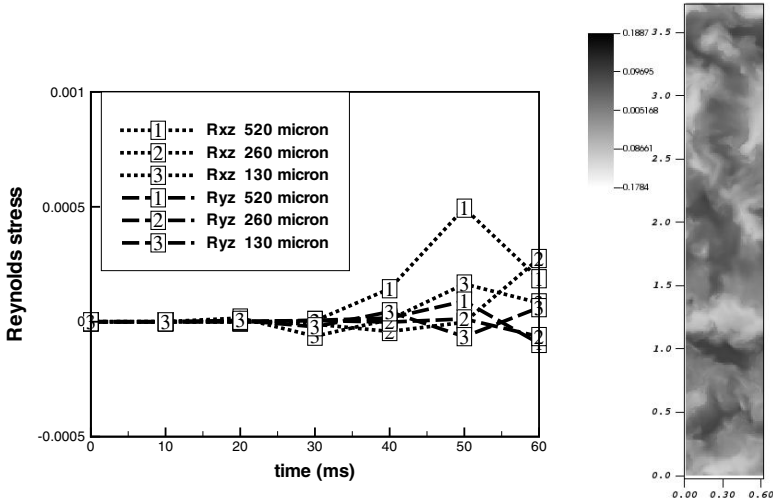 0.001
0.0005
0
-0.0005
Reynolds stress
1 Rxz 520 micron
2 Rxz 260 micron
3 Rxz 130 micron
1 Ryz 520 micron
2 Ryz 260 micron
3 Ryz 130 micron
0 10 20 30 40 50 60
time (ms)
0.1887
0.09695
0.005168
-0.08661
-0.1784
3.5
3.0
2.5
2.0
1.5
1.0
0.5
0.0
0.00 0.30 0.60